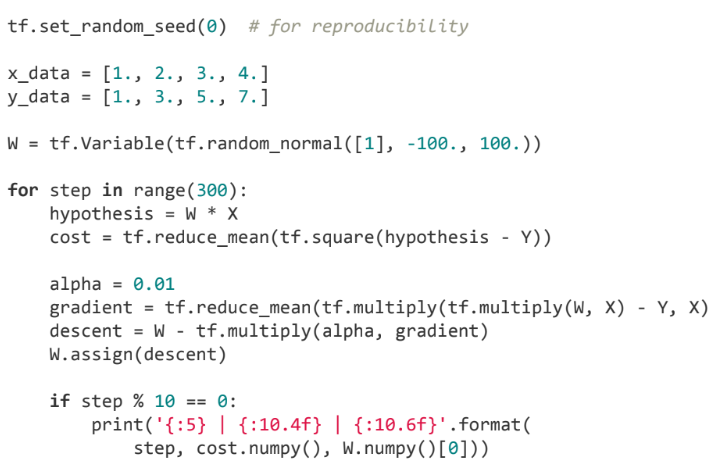 tf.set_random_seed(0)  # for reproducibility
x_data = [1., 2., 3., 4.]
y_data = [1., 3., 5., 7.]
W = tf.Variable(tf.random_normal([1], -100., 100.))
for step in range(300):
    hypothesis = W * X
    cost = tf.reduce_mean(tf.square(hypothesis - Y))
    alpha = 0.01
    gradient = tf.reduce_mean(tf.multiply(tf.multiply(W, X) - Y, X)
    descent = W - tf.multiply(alpha, gradient)
    W.assign(descent)
    if step % 10 == 0:
        print('{:5} | {:10.4f} | {:10.6f}'.format(
            step, cost.numpy(), W.numpy()[0]))